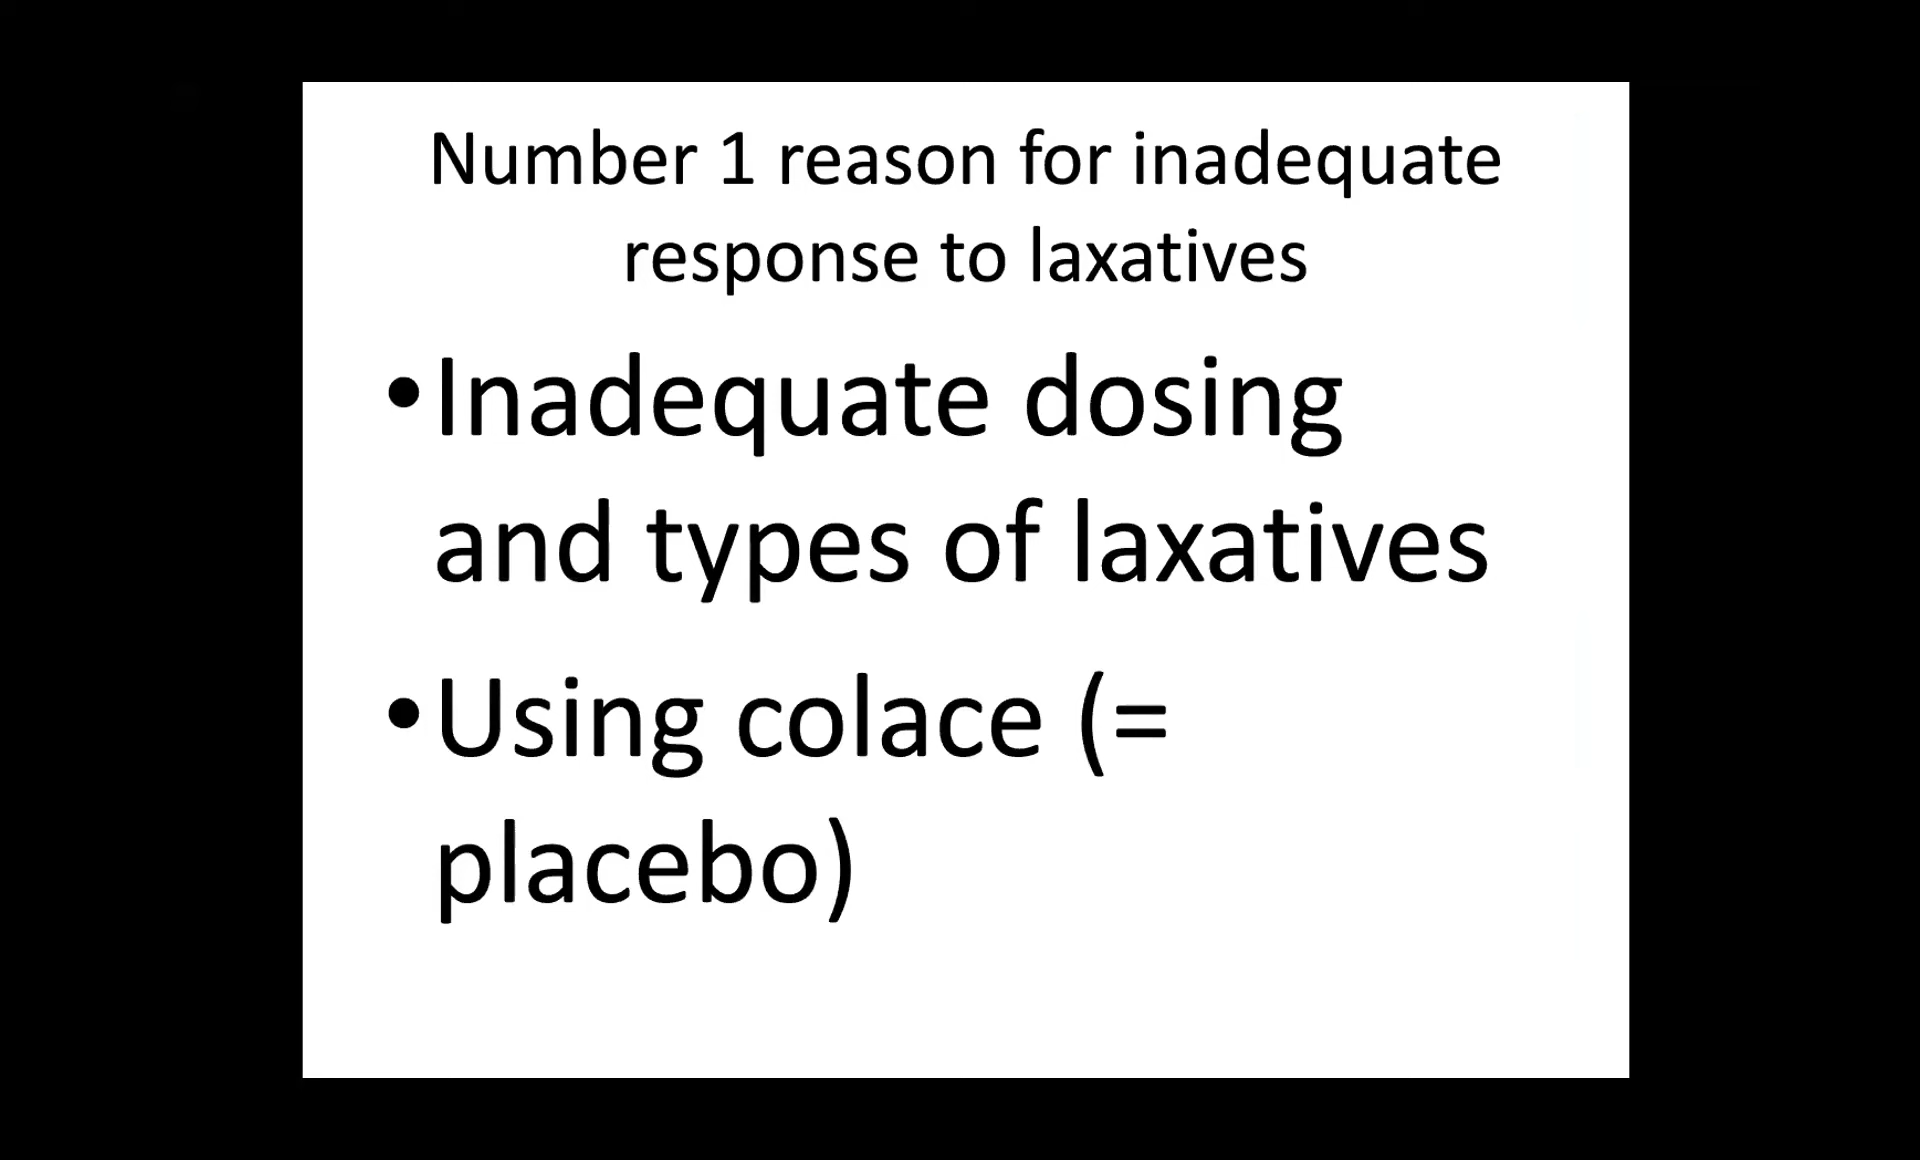 Number 1 reason for inadequate
response to laxatives
•Inadequate dosing
and types of laxatives
•Using colace (=
placebo)